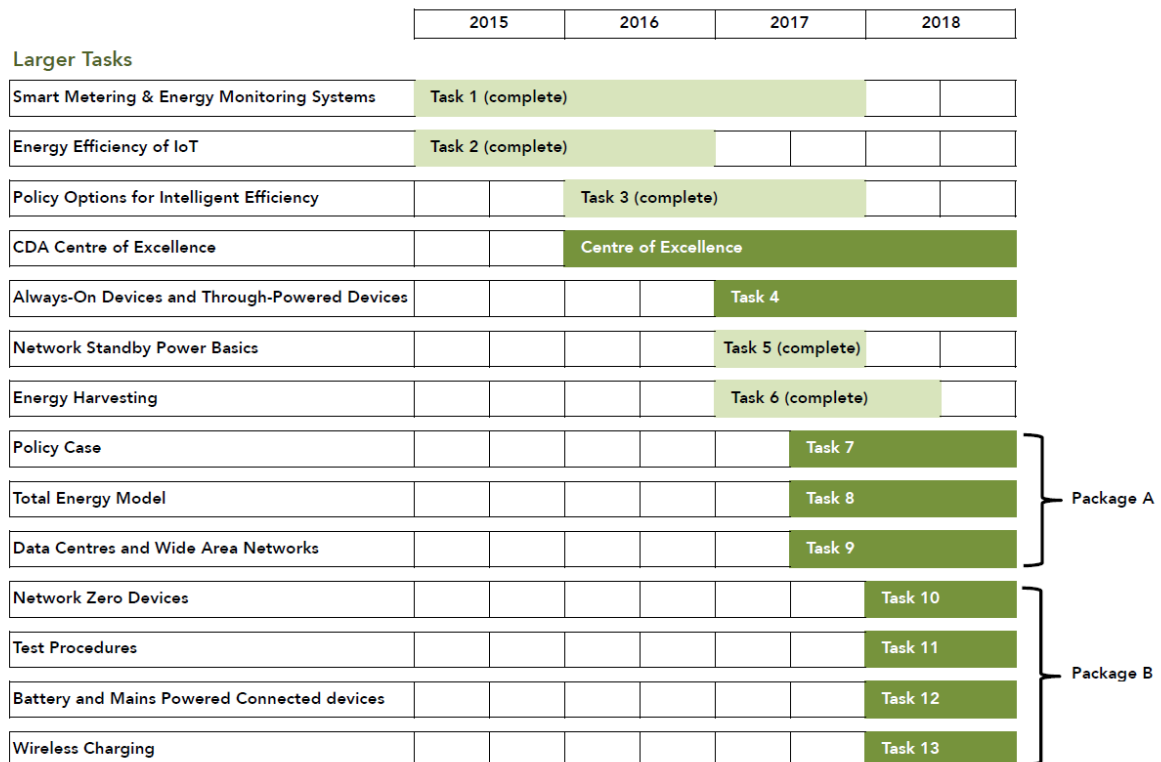 2015 2016 2017 2018
Larger Tasks
Smart Metering & Energy Monitoring Systems Task 1 (complete)
Energy Efficiency of IoT Task 2 (complete)
Policy Options for Intelligent Efficiency Task 3 (complete)
CDA Centre of Excellence Centre of Excellence
Always-On Devices and Through-Powered Devices Task 4
Network Standby Power Basics Task 5 (complete)
Energy Harvesting Task 6 (complete)
Policy Case Task 7
Total Energy Model Task 8 Package A
Data Centres and Wide Area Networks Task 9
Network Zero Devices Task 10
Test Procedures Task 11
Package B
Battery and Mains Powered Connected devices Task 12
Wireless Charging Task 13